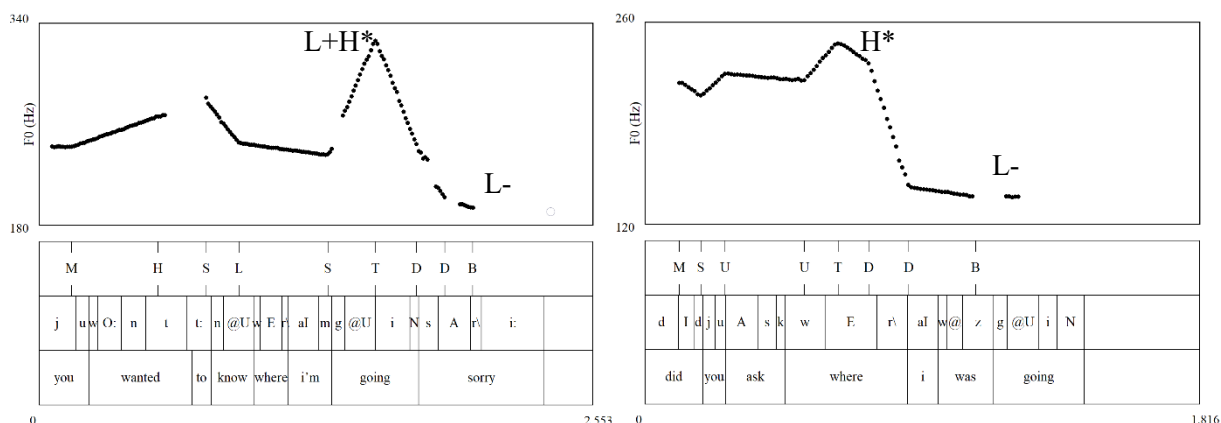 340
L+H*
F0 (Hz)
L-
180
M H S L S T D D B
j u w O: n t t: n @U w E r\ aI m g @U i N s A r\ i:
you wanted to know where i'm going sorry
0 2.553
260
H*
F0 (Hz)
L-
120
M S U U T D D B
d I d j u A s k w E r\ aI w @ z g @U i N
did you ask where i was going
0 1.816